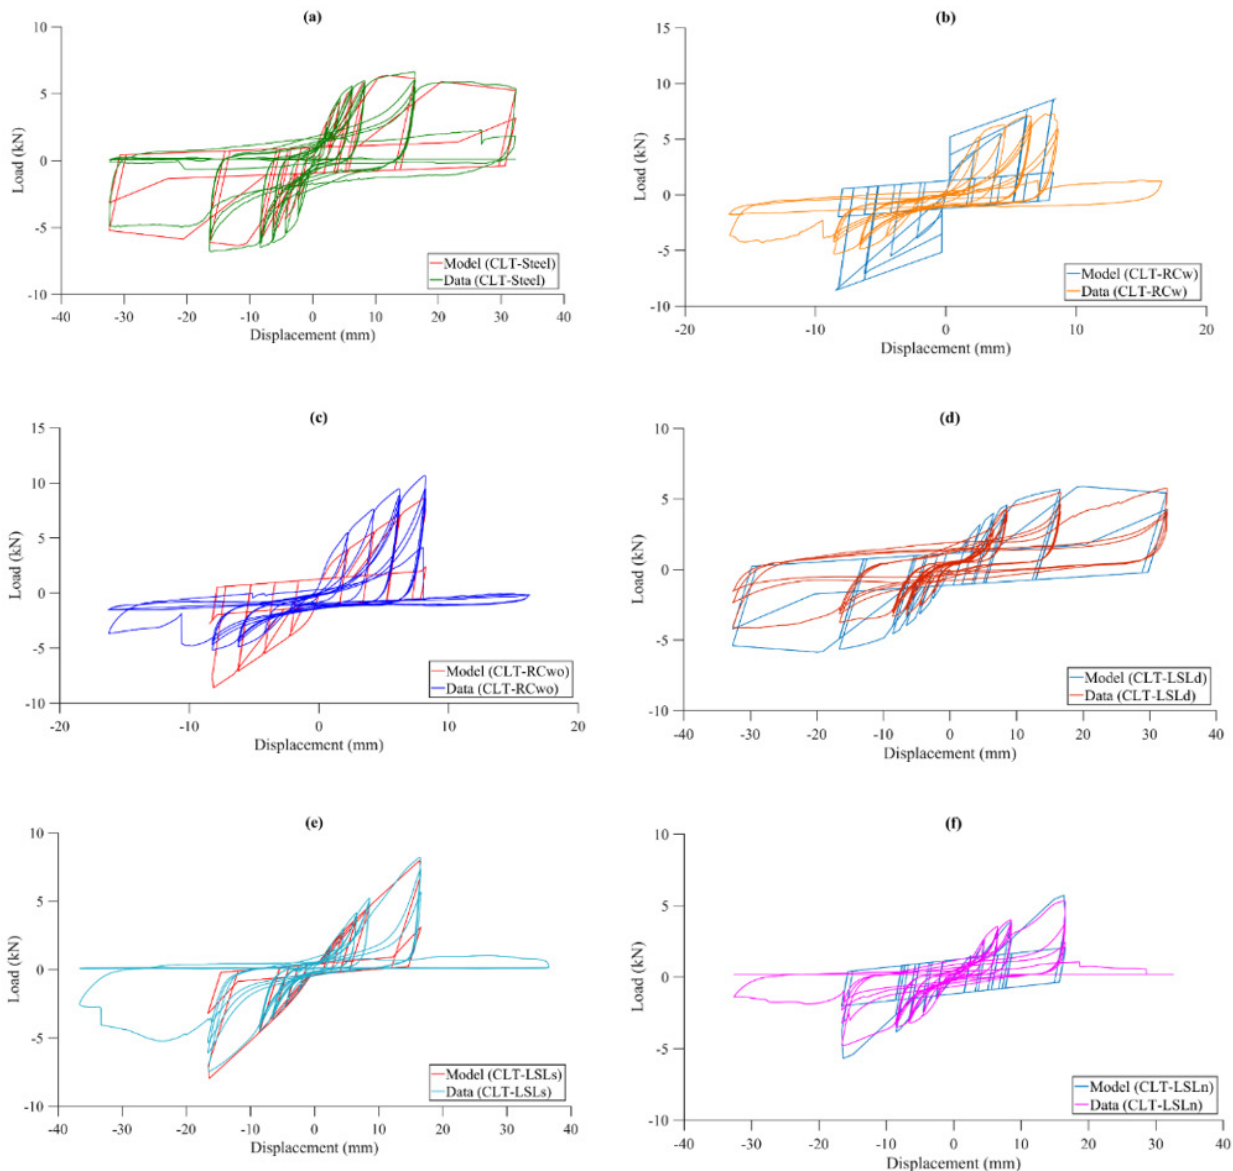 (a)
10
5
0
-5
-10
Load (kN)
-40 -30 -20 -10 0 10 20 30 40
Displacement (mm)
Model (CLT-Steel)
Data (CLT-Steel)
(b)
15
10
5
0
-5
-10
Load (kN)
-20 -10 0 10 20
Displacement (mm)
Model (CLT-RCw)
Data (CLT-RCw)
(c)
15
10
5
0
-5
-10
Load (kN)
-20 -10 0 10 20
Displacement (mm)
Model (CLT-RCwo)
Data (CLT-RCwo)
(d)
10
5
0
-5
-10
Load (kN)
-40 -30 -20 -10 0 10 20 30 40
Displacement (mm)
Model (CLT-LSLd)
Data (CLT-LSLd)
(e)
10
5
0
-5
-10
Load (kN)
-40 -30 -20 -10 0 10 20 30 40
Displacement (mm)
Model (CLT-LSLs)
Data (CLT-LSLs)
(f)
10
5
0
-5
-10
Load (kN)
-40 -30 -20 -10 0 10 20 30 40
Displacement (mm)
Model (CLT-LSLn)
Data (CLT-LSLn)